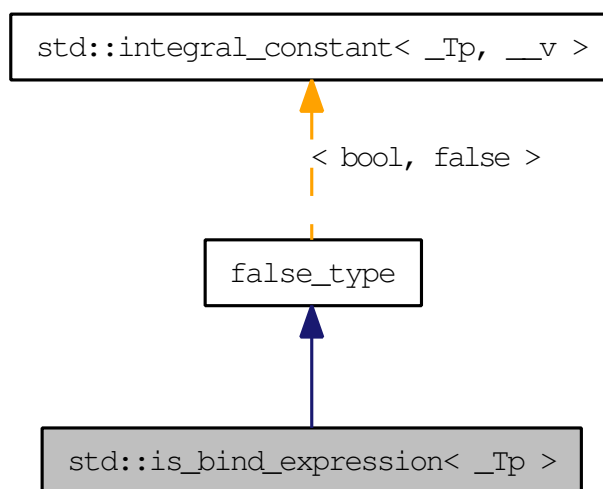 std::integral_constant< _Tp, __v >
< bool, false >
false_type
std::is_bind_expression< _Tp >